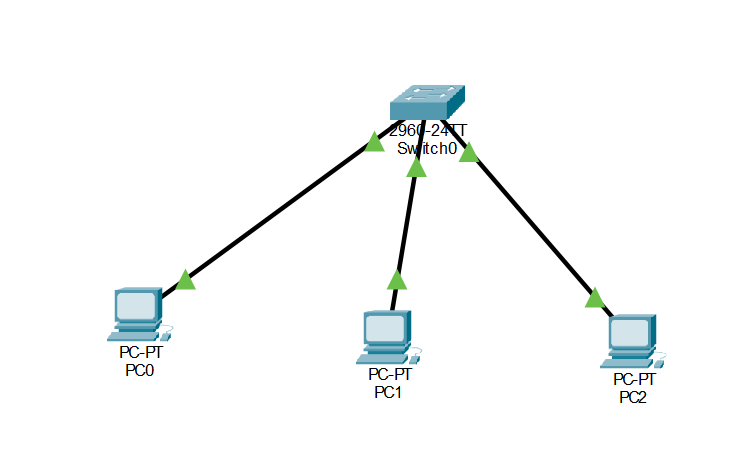 2960-24TT
Switch0
PC-PT
PC0
PC-PT
PC1
PC-PT
PC2